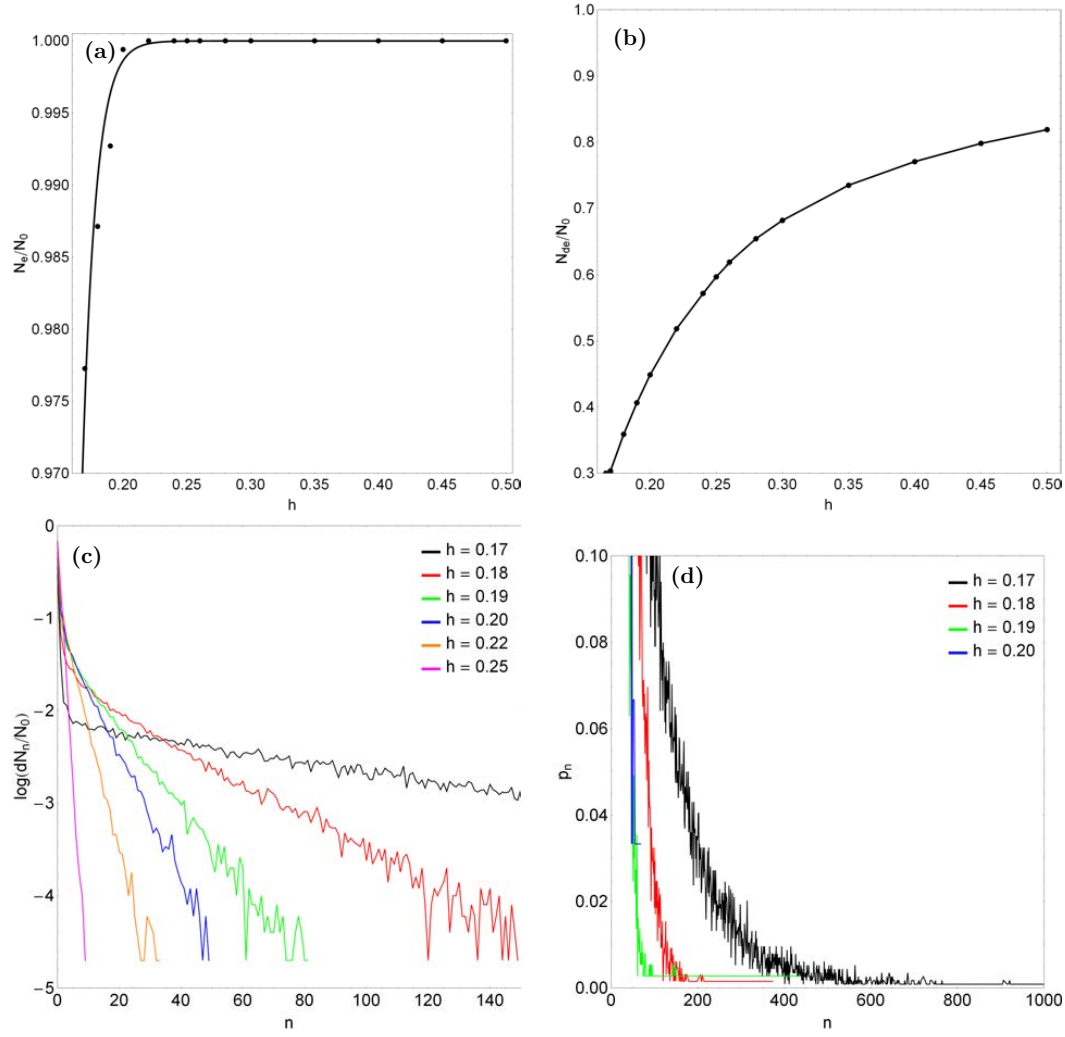 (a)
1.000
0.995
0.990
0.985
0.980
0.975
0.970
Ne/N0
0.20 0.25 0.30 0.35 0.40 0.45 0.50
h
(b)
1.0
0.9
0.8
0.7
0.6
0.5
0.4
0.3
Nde/N0
0.20 0.25 0.30 0.35 0.40 0.45 0.50
h
(c)
0
−1
−2
−3
−4
−5
log(dNn/N0)
h = 0.17
h = 0.18
h = 0.19
h = 0.20
h = 0.22
h = 0.25
0 20 40 60 80 100 120 140
n
(d)
0.10
0.08
0.06
0.04
0.02
0.00
pn
h = 0.17
h = 0.18
h = 0.19
h = 0.20
0 200 400 600 800 1000
n